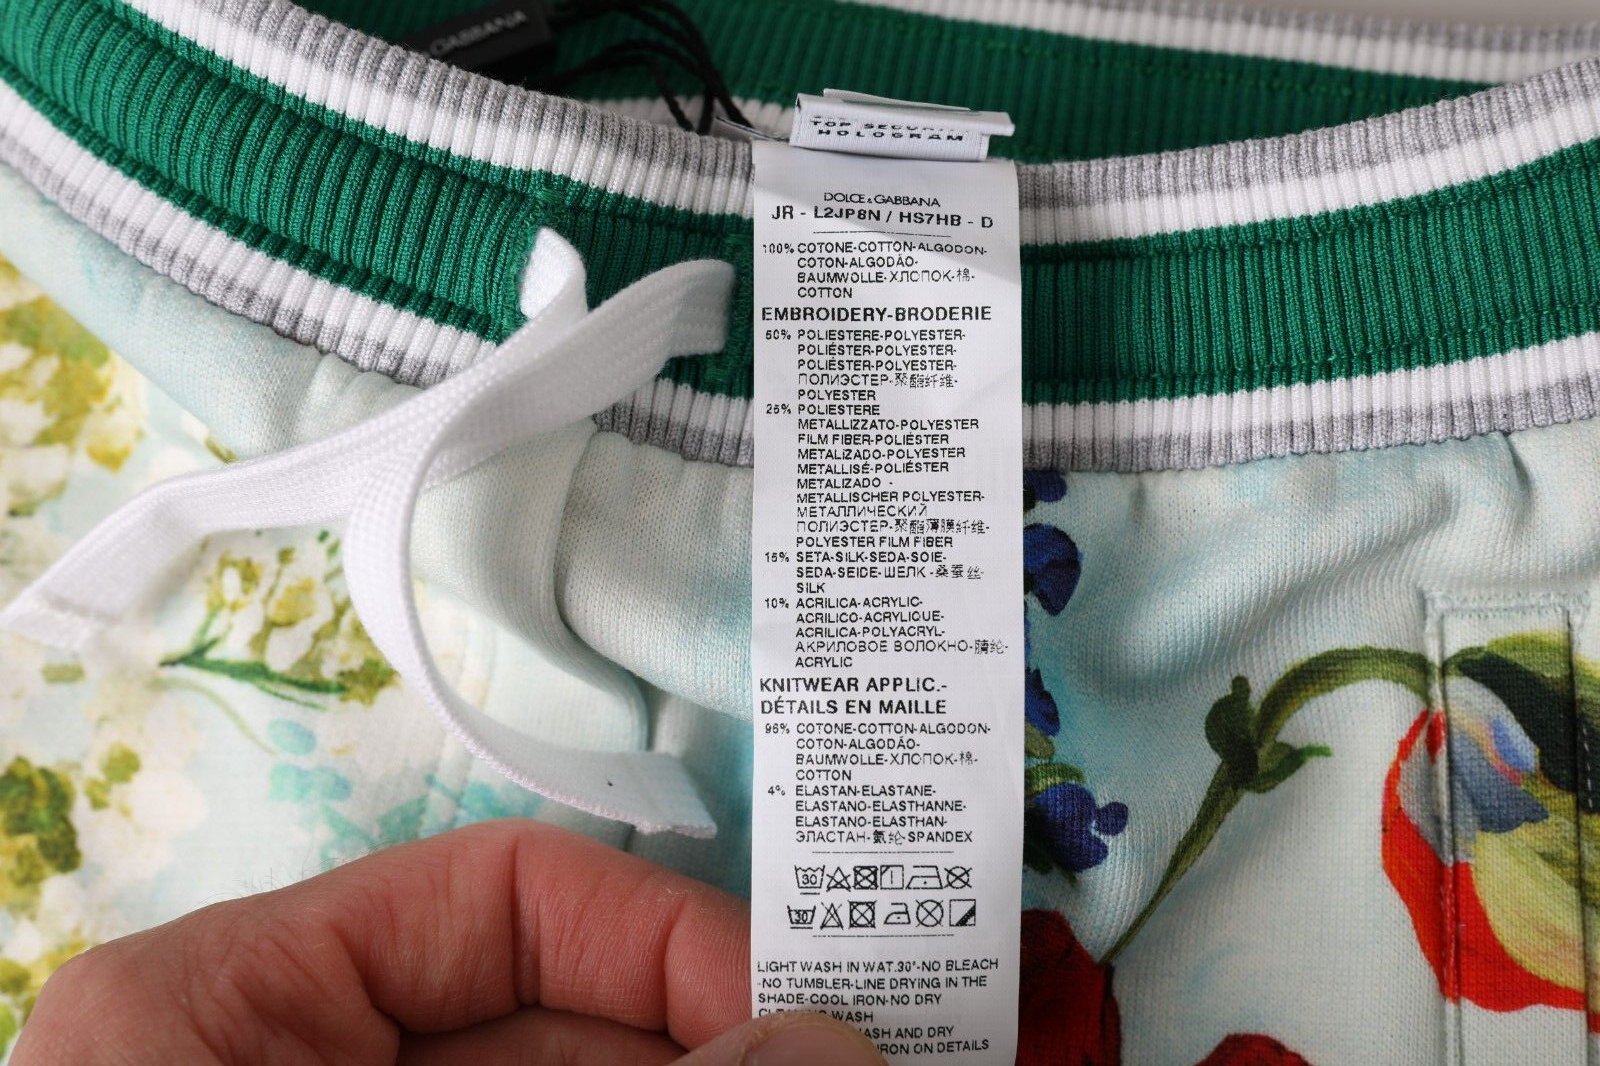 GABBANA
TOP SECURITY
HOLOGRAM
DOLCE & GABBANA
JR - L2JP8N / HS7HB - D
100% COTONE-COTTON-ALGODON-
COTON-ALGODÃO-
BAUMWOLLE-ХЛОПОК-棉-
COTTON
EMBROIDERY-BRODERIE
50% POLIESTERE-POLYESTER-
POLIÉSTER-POLYESTER-
POLIÉSTER-POLYESTER-
ПОЛИЭСТЕР-聚酯纤维-
POLYESTER
25% POLIESTERE
METALLIZZATO-POLYESTER
FILM FIBER-POLIÉSTER
METALIZADO-POLYESTER
METALLISÉ-POLIÉSTER
METALIZADO -
METALLISCHER POLYESTER-
МЕТАЛЛИЧЕСКИЙ
ПОЛИЭСТЕР-聚酯薄膜纤维-
POLYESTER FILM FIBER
15% SETA-SILK-SEDA-SOIE-
SEDA-SEIDE-ШЕЛК-桑蚕丝-
SILK
10% ACRILICA-ACRYLIC-
ACRILICO-ACRYLIQUE-
ACRILICA-POLYACRYL-
АКРИЛОВОЕ ВОЛОКНО-腈纶-
ACRYLIC
KNITWEAR APPLIC.-
DÉTAILS EN MAILLE
96% COTONE-COTTON-ALGODON-
COTON-ALGODÃO-
BAUMWOLLE-ХЛОПОК-棉-
COTTON
4% ELASTAN-ELASTANE-
ELASTANO-ELASTHANNE-
ELASTANO-ELASTHAN-
ЭЛАСТАН-氨纶-SPANDEX
30
30
LIGHT WASH IN WAT.30°-NO BLEACH
-NO TUMBLER-LINE DRYING IN THE
SHADE-COOL IRON-NO DRY
WASH
ASH AND DRY
IRON ON DETAILS